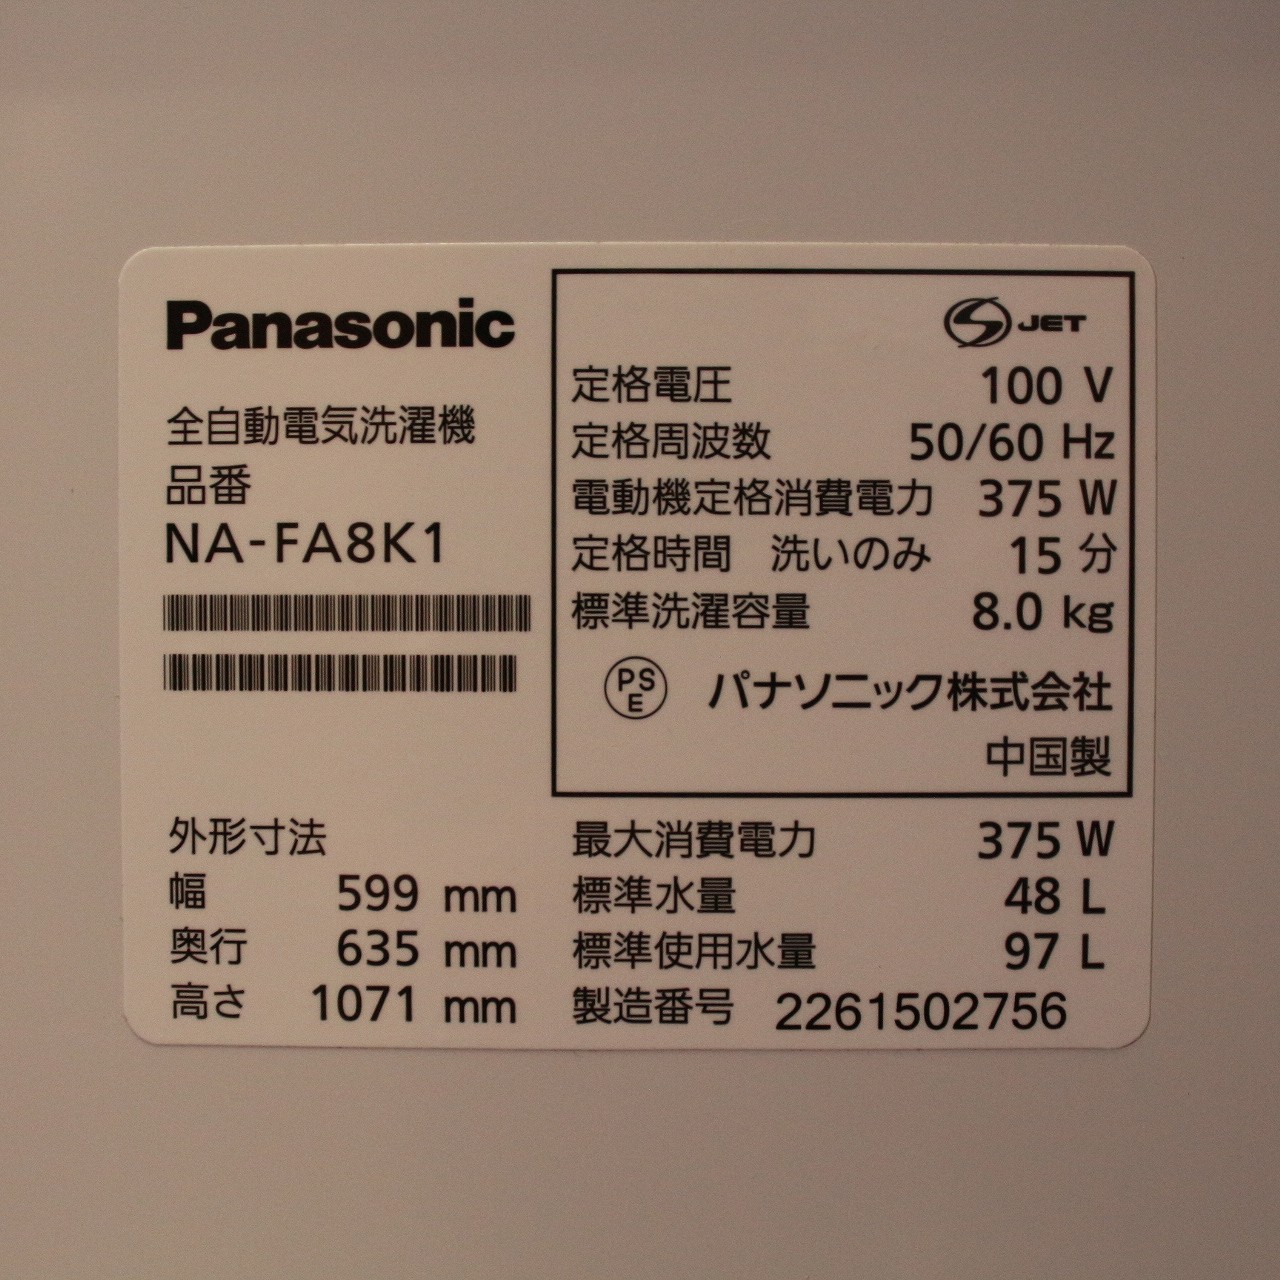 Panasonic
全自動電気洗濯機
品番
NA-FA8K1
S JET
定格電圧 100 V
定格周波数 50/60 Hz
電動機定格消費電力 375 W
定格時間 洗いのみ 15 分
標準洗濯容量 8.0 kg
PS E パナソニック株式会社
中国製
外形寸法
幅 599 mm
奥行 635 mm
高さ 1071 mm
最大消費電力 375 W
標準水量 48 L
標準使用水量 97 L
製造番号 2261502756